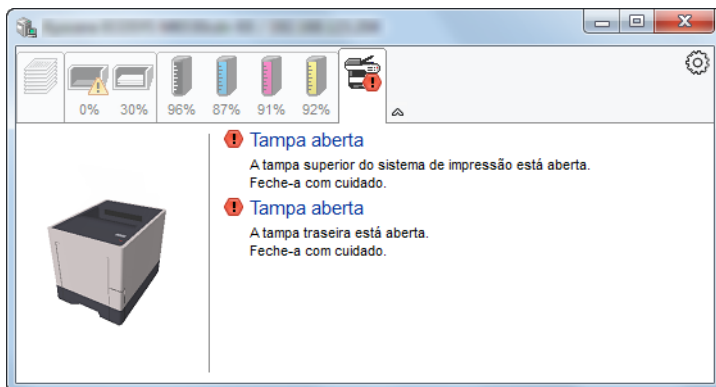 0% 30% 96% 87% 91% 92%
Tampa aberta
A tampa superior do sistema de impressão está aberta.
Feche-a com cuidado.
Tampa aberta
A tampa traseira está aberta.
Feche-a com cuidado.